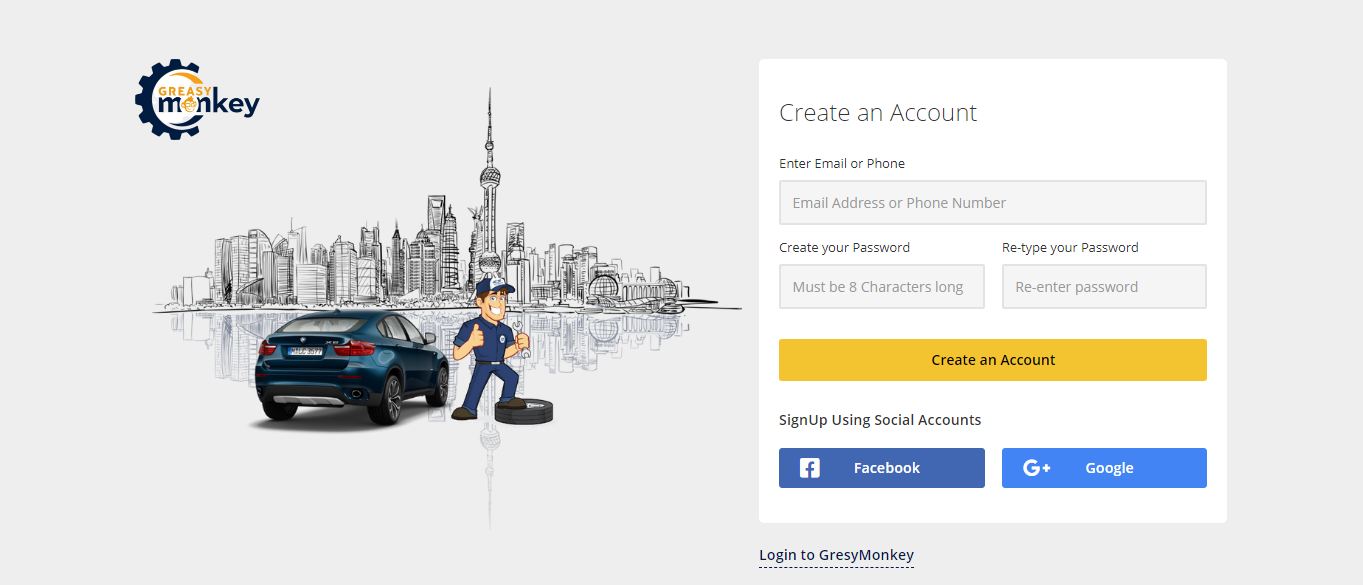 GREASY
monkey
Create an Account
Enter Email or Phone
Email Address or Phone Number
Create your Password
Re-type your Password
Must be 8 Characters long
Re-enter password
Create an Account
SignUp Using Social Accounts
Facebook
G+ Google
Login to GresyMonkey